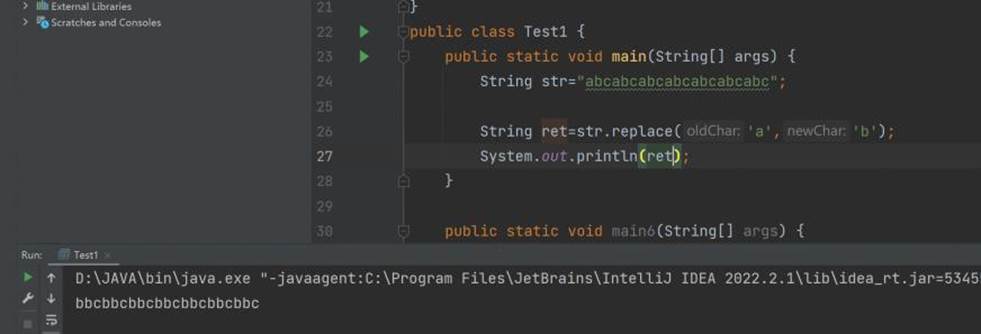 External Libraries
Scratches and Consoles
21 }
22 public class Test1 {
23 public static void main(String[] args) {
24 String str="abcabcabcabcabcabcabc";
25
26 String ret=str.replace( oldChar: 'a', newChar: 'b');
27 System.out.println(ret);
28 }
29
30 public static void main6(String[] args) {
Run: Test1 ×
D:\JAVA\bin\java.exe "-javaagent:C:\Program Files\JetBrains\IntelliJ IDEA 2022.2.1\lib\idea_rt.jar=5345
bbcbbcbbcbbcbbcbbcbbc